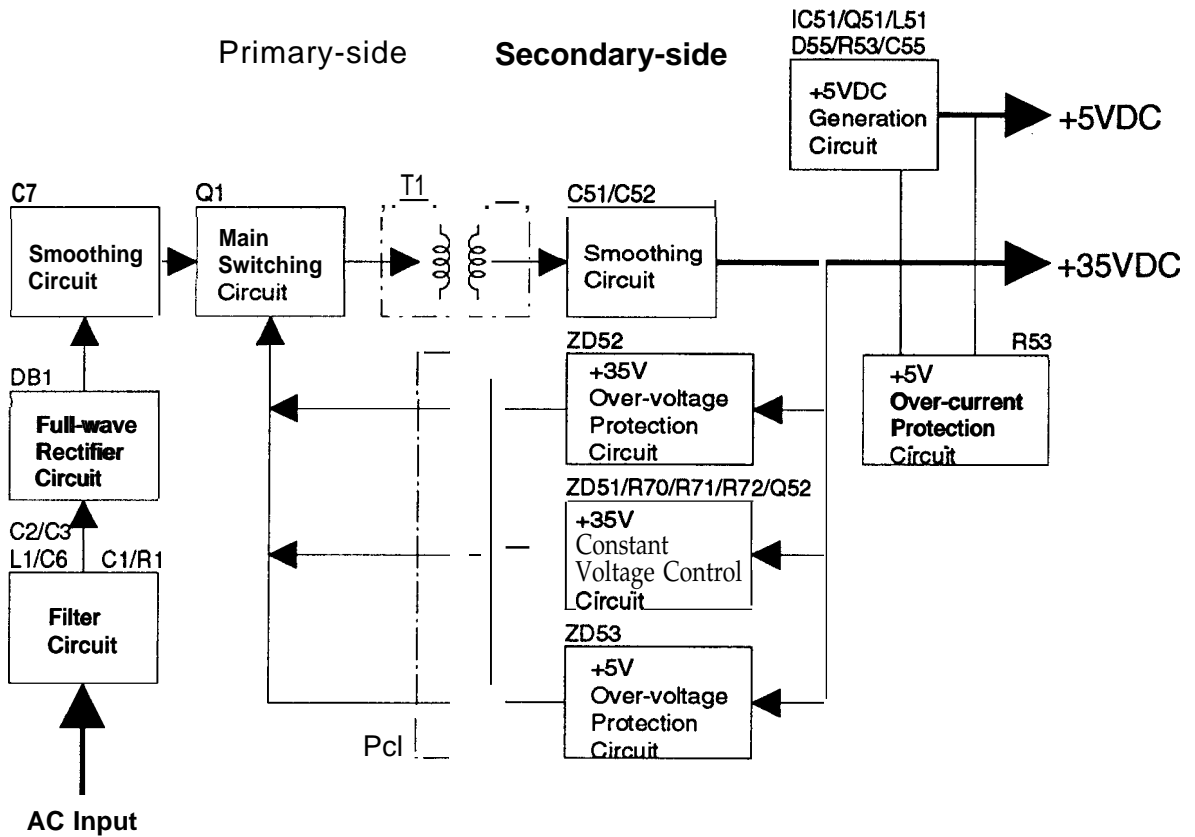 IC51/Q51/L51
D55/R53/C55
Primary-side
Secondary-side
+5VDC
Generation
Circuit
+5VDC
C7
Q1
T1
C51/C52
Smoothing
Circuit
Main
Switching
Circuit
Smoothing
Circuit
+35VDC
DB1
Full-wave
Rectifier
Circuit
ZD52
+35V
Over-voltage
Protection
Circuit
R53
+5V
Over-current
Protection
Circuit
C2/C3
L1/C6
C1/R1
Filter
Circuit
ZD51/R70/R71/R72/Q52
+35V
Constant
Voltage Control
Circuit
ZD53
+5V
Over-voltage
Protection
Circuit
Pcl
AC Input